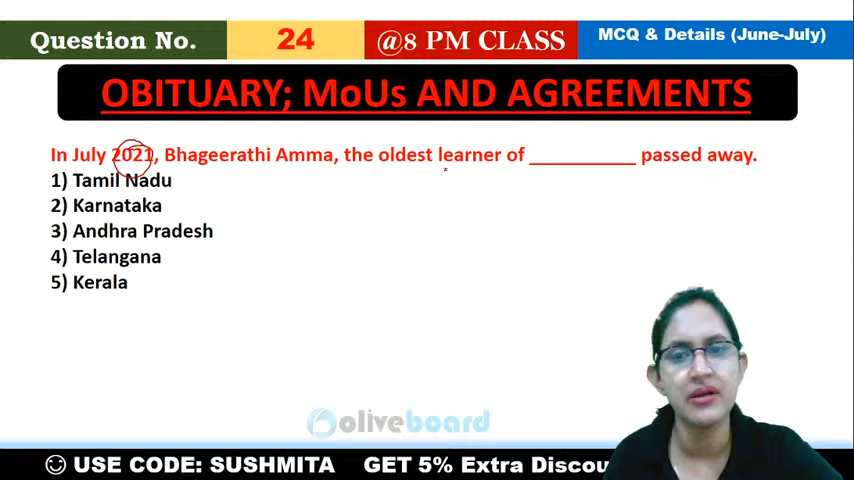 Question No.
24
@8 PM CLASS
MCQ & Details (June-July)
OBITUARY; MoUs AND AGREEMENTS
In July 2021, Bhageerathi Amma, the oldest learner of ___________ passed away.
1) Tamil Nadu
2) Karnataka
3) Andhra Pradesh
4) Telangana
5) Kerala
oliveboard
USE CODE: SUSHMITA GET 5% Extra Discou